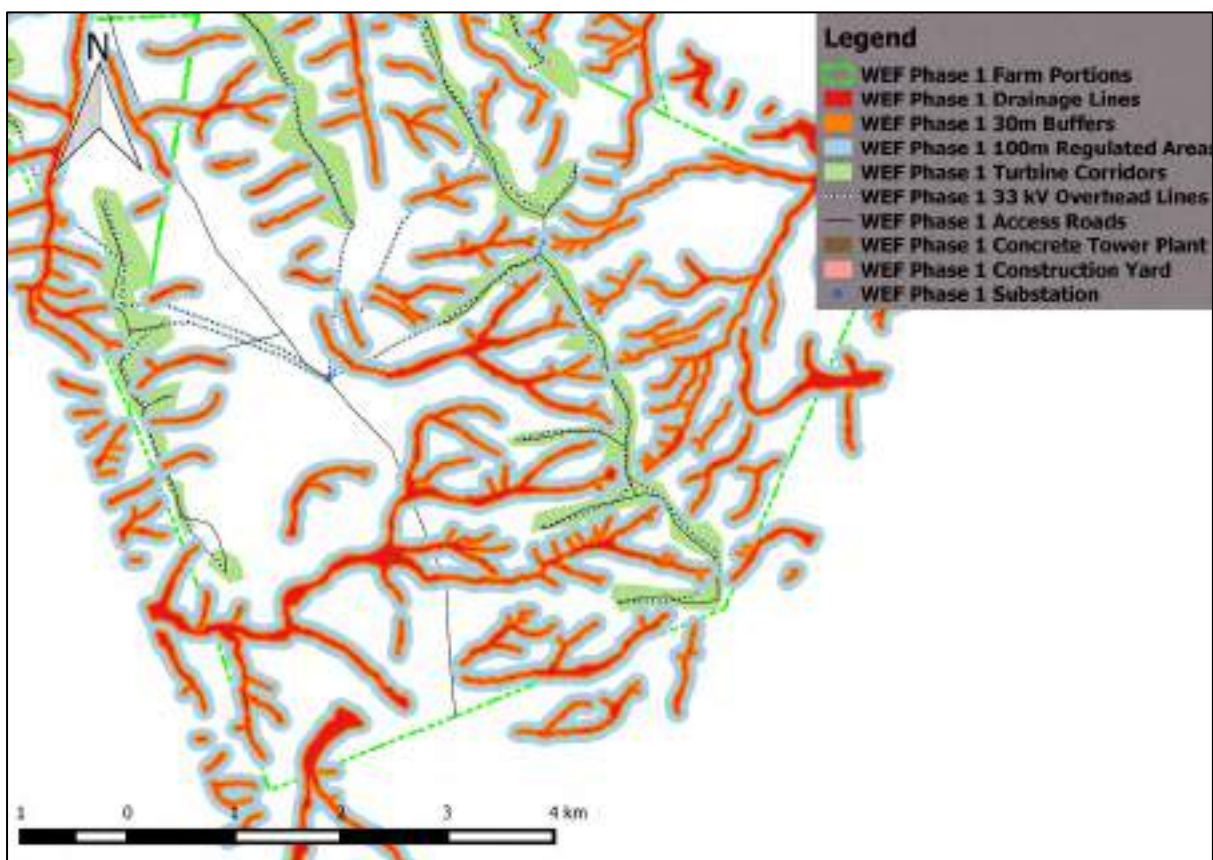 N
Legend
WEF Phase 1 Farm Portions
WEF Phase 1 Drainage Lines
WEF Phase 1 30m Buffers
WEF Phase 1 100m Regulated Areas
WEF Phase 1 Turbine Corridors
WEF Phase 1 33 kV Overhead Lines
WEF Phase 1 Access Roads
WEF Phase 1 Concrete Tower Plant
WEF Phase 1 Construction Yard
WEF Phase 1 Substation
1 0 1 2 3 4 km